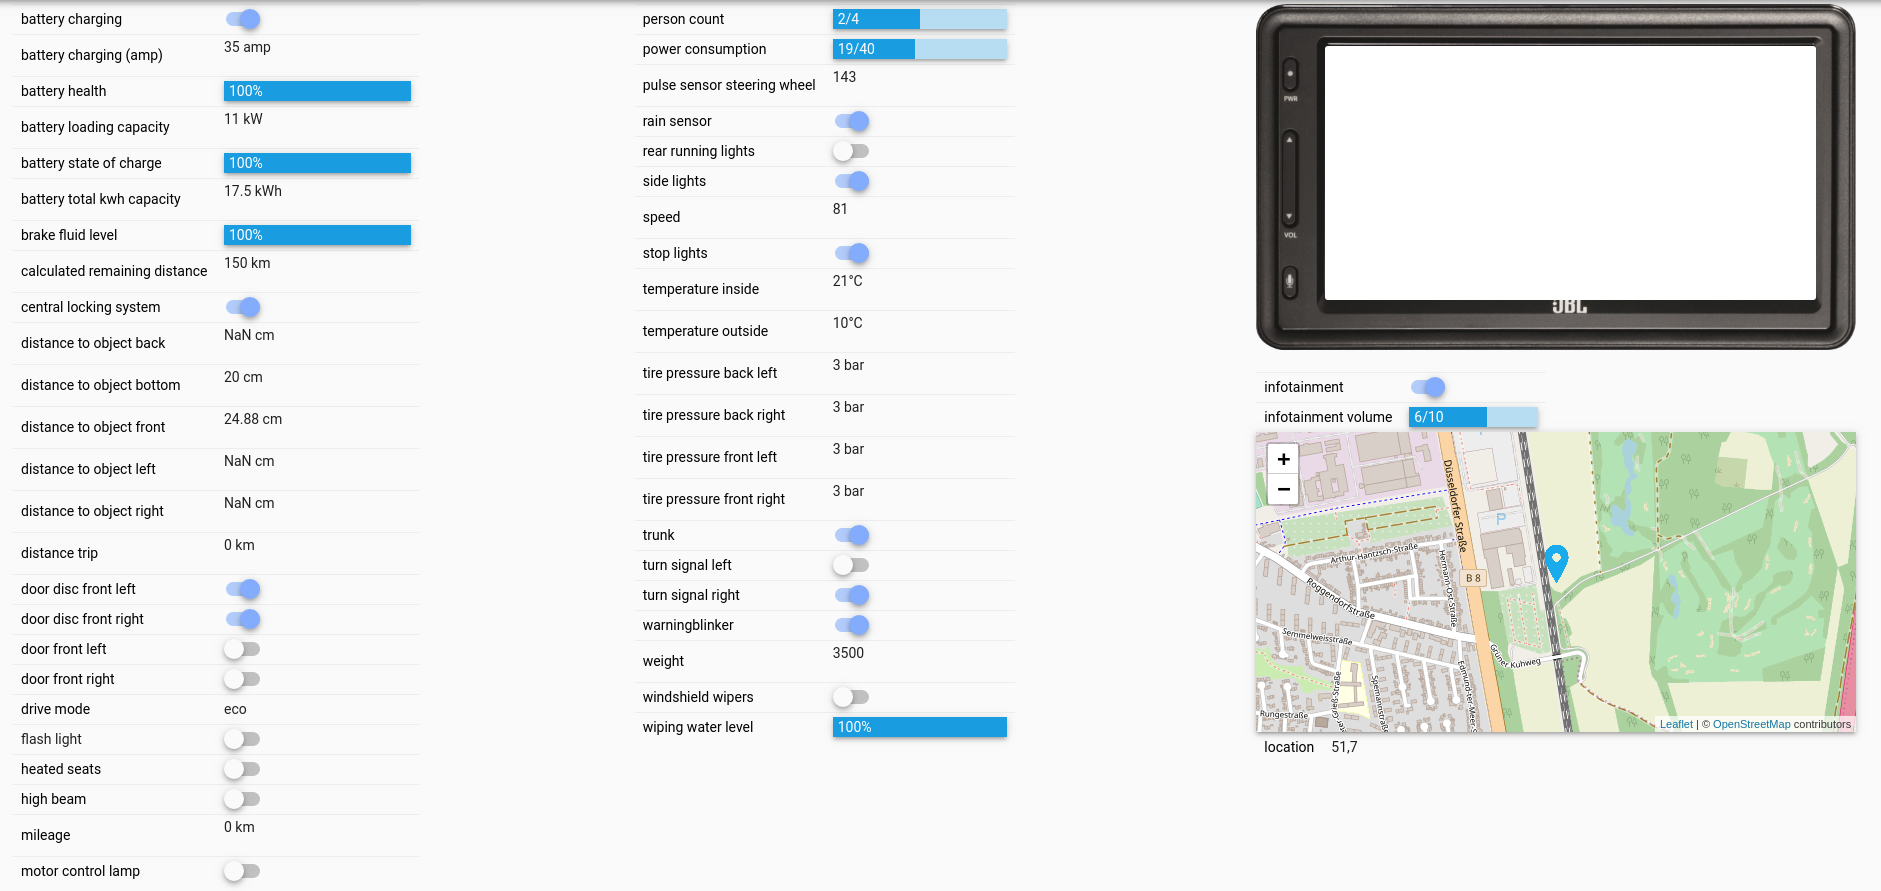 battery charging
battery charging (amp) 35 amp
battery health 100%
battery loading capacity 11 kW
battery state of charge 100%
battery total kwh capacity 17.5 kWh
brake fluid level 100%
calculated remaining distance 150 km
central locking system
distance to object back NaN cm
distance to object bottom 20 cm
distance to object front 24.88 cm
distance to object left NaN cm
distance to object right NaN cm
distance trip 0 km
door disc front left
door disc front right
door front left
door front right
drive mode eco
flash light
heated seats
high beam
mileage 0 km
motor control lamp
person count 2/4
power consumption 19/40
pulse sensor steering wheel 143
rain sensor
rear running lights
side lights
speed 81
stop lights
temperature inside 21°C
temperature outside 10°C
tire pressure back left 3 bar
tire pressure back right 3 bar
tire pressure front left 3 bar
tire pressure front right 3 bar
trunk
turn signal left
turn signal right
warningblinker
weight 3500
windshield wipers
wiping water level 100%
PWR
VOL
JBL
infotainment
infotainment volume 6/10
+
−
Düsseldorfer Straße
P
Arthur-Hantzsch-Straße
Hermann-Ost-Straße
B 8
Roggendorfstraße
Semmelweisstraße
Grüner Kuhweg
Spemannstraße
Rungestraße
Leaflet | © OpenStreetMap contributors
location 51,7